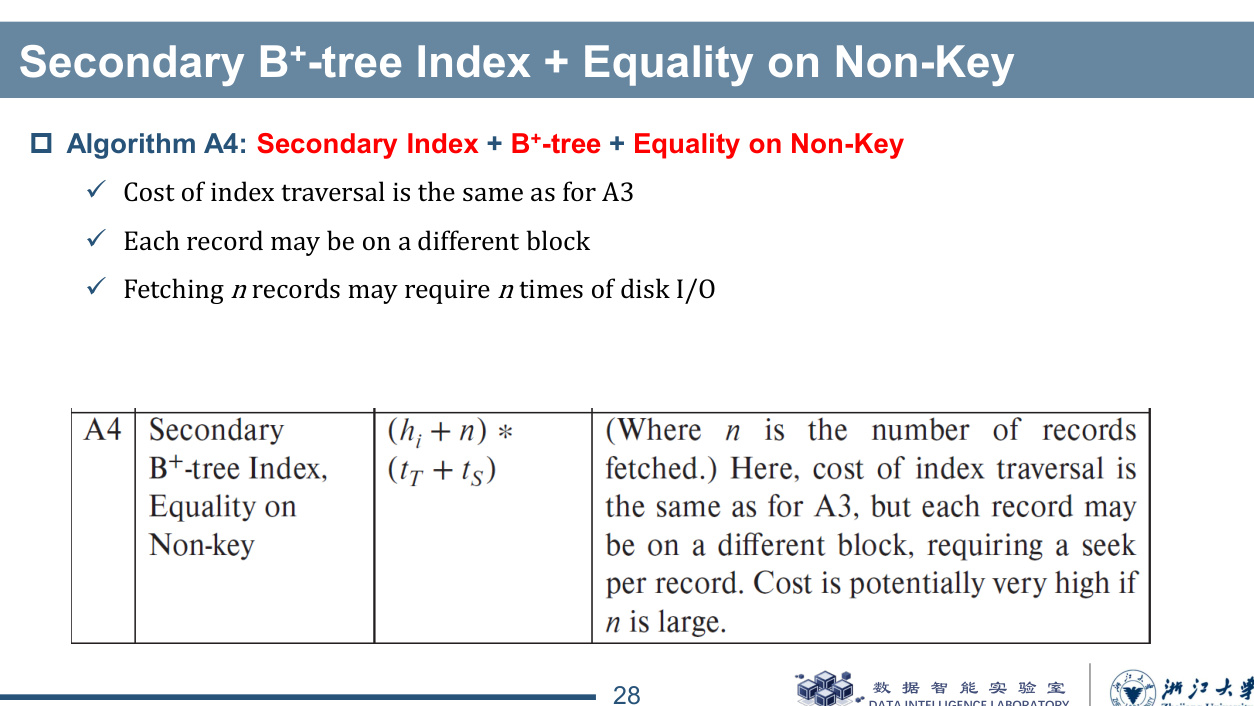 Secondary B⁺-tree Index + Equality on Non-Key
Algorithm A4: Secondary Index + B⁺-tree + Equality on Non-Key
Cost of index traversal is the same as for A3
Each record may be on a different block
Fetching n records may require n times of disk I/O
A4
Secondary
B⁺-tree Index,
Equality on
Non-key
(hᵢ + n) ∗
(t_T + t_S)
(Where n is the number of records
fetched.) Here, cost of index traversal is
the same as for A3, but each record may
be on a different block, requiring a seek
per record. Cost is potentially very high if
n is large.
28
数据智能实验室
DATA INTELLIGENCE LABORATORY
浙江大学